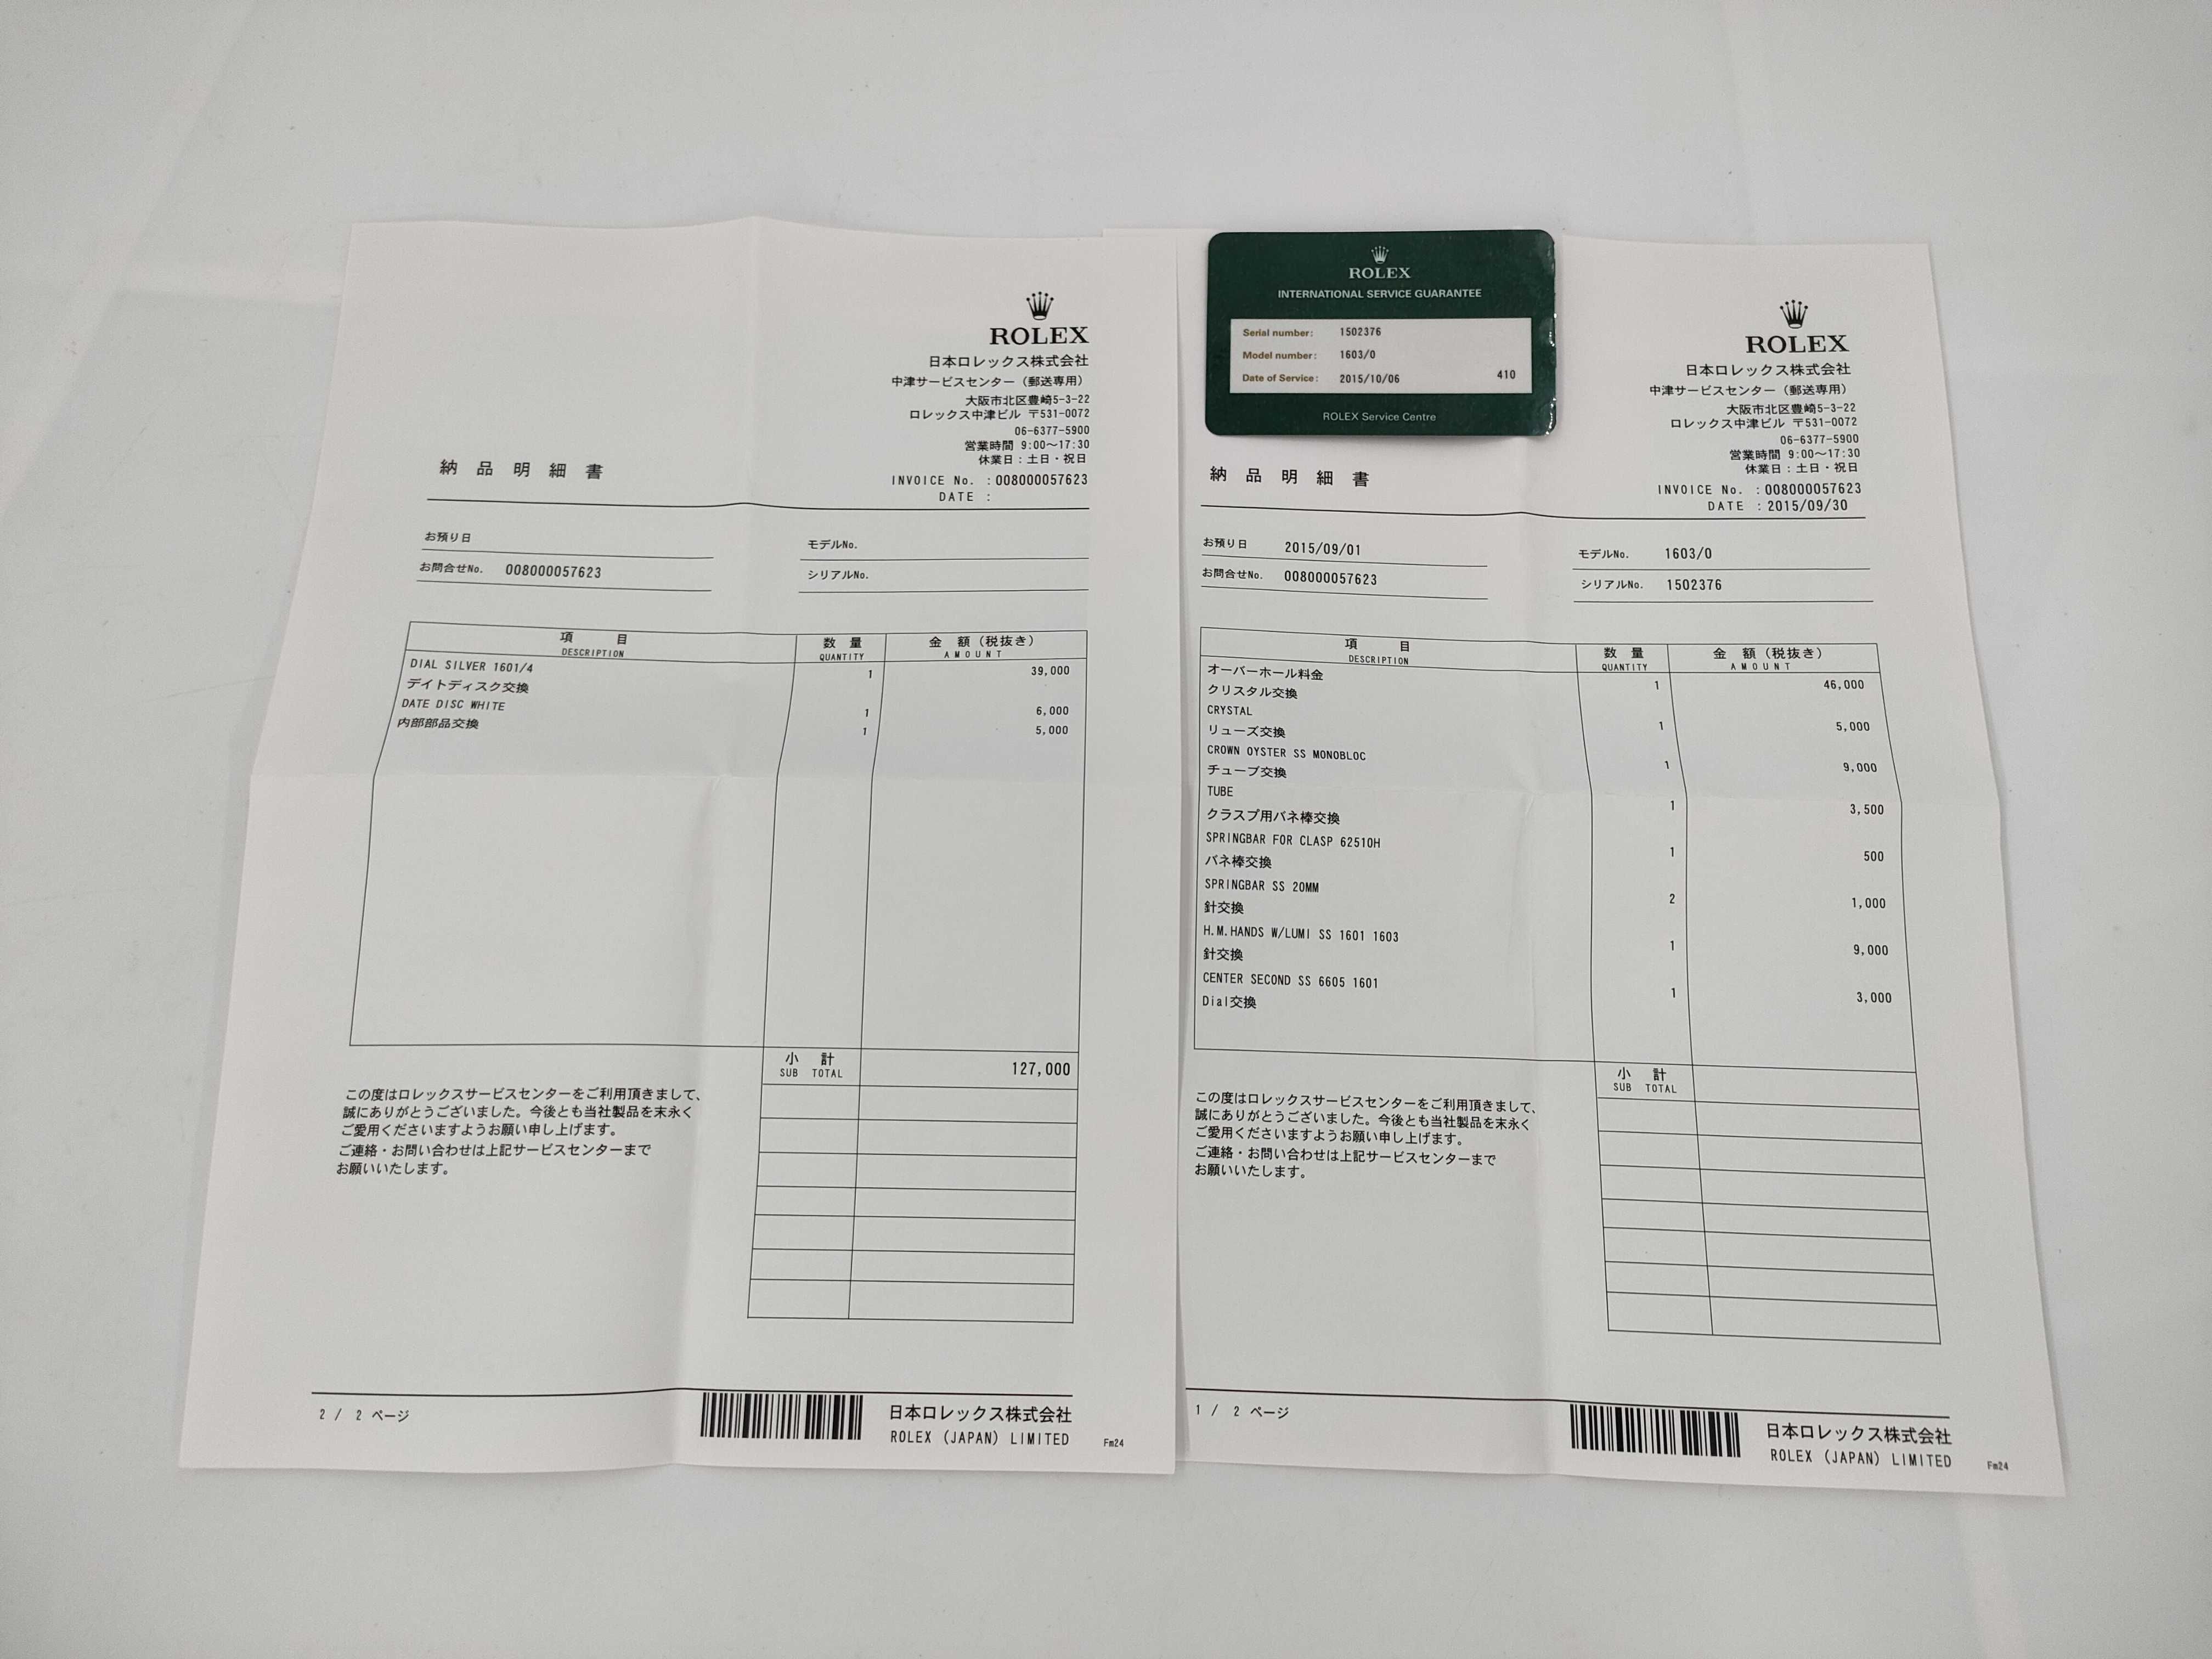 ROLEX
日本ロレックス株式会社
中津サービスセンター（郵送専用）
大阪市北区豊崎5-3-22
ロレックス中津ビル 〒531-0072
06-6377-5900
営業時間 9:00～17:30
休業日：土日・祝日
納品明細書
INVOICE No. :008000057623
DATE :
お預り日
モデルNo.
お問合せNo. 008000057623
シリアルNo.
項目 数量 金額（税抜き）
DESCRIPTION QUANTITY AMOUNT
DIAL SILVER 1601/4 1 39,000
デイトディスク交換
DATE DISC WHITE 1 6,000
内部部品交換 1 5,000
小計
SUB TOTAL 127,000
この度はロレックスサービスセンターをご利用頂きまして、
誠にありがとうございました。今後とも当社製品を末永く
ご愛用くださいますようお願い申し上げます。
ご連絡・お問い合わせは上記サービスセンターまで
お願いいたします。
2 / 2 ページ
日本ロレックス株式会社
ROLEX (JAPAN) LIMITED
Fm24
ROLEX
INTERNATIONAL SERVICE GUARANTEE
Serial number: 1502376
Model number: 1603/0
Date of Service: 2015/10/06 410
ROLEX Service Centre
ROLEX
日本ロレックス株式会社
中津サービスセンター（郵送専用）
大阪市北区豊崎5-3-22
ロレックス中津ビル 〒531-0072
06-6377-5900
営業時間 9:00～17:30
休業日：土日・祝日
納品明細書
INVOICE No. :008000057623
DATE :2015/09/30
お預り日 2015/09/01
モデルNo. 1603/0
お問合せNo. 008000057623
シリアルNo. 1502376
項目 数量 金額（税抜き）
DESCRIPTION QUANTITY AMOUNT
オーバーホール料金 1 46,000
クリスタル交換
CRYSTAL 1 5,000
リューズ交換
CROWN OYSTER SS MONOBLOC 1 9,000
チューブ交換
TUBE 1 3,500
クラスプ用バネ棒交換
SPRINGBAR FOR CLASP 62510H 1 500
バネ棒交換
SPRINGBAR SS 20MM 2 1,000
針交換
H.M.HANDS W/LUMI SS 1601 1603 1 9,000
針交換
CENTER SECOND SS 6605 1601 1 3,000
Dial交換
小計
SUB TOTAL
この度はロレックスサービスセンターをご利用頂きまして、
誠にありがとうございました。今後とも当社製品を末永く
ご愛用くださいますようお願い申し上げます。
ご連絡・お問い合わせは上記サービスセンターまで
お願いいたします。
1 / 2 ページ
日本ロレックス株式会社
ROLEX (JAPAN) LIMITED
Fm24